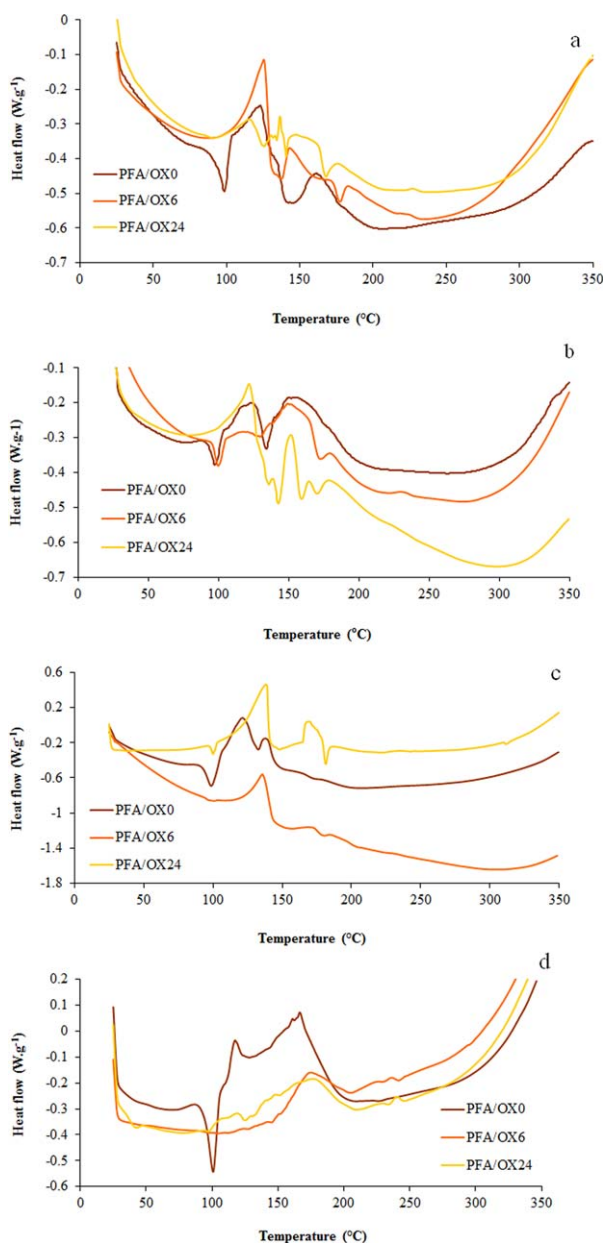 a
0
-0.1
-0.2
-0.3
-0.4
-0.5
-0.6
-0.7
Heat flow (W.g⁻¹)
PFA/OX0
PFA/OX6
PFA/OX24
0 50 100 150 200 250 300 350
Temperature (°C)
b
-0.1
-0.2
-0.3
-0.4
-0.5
-0.6
-0.7
Heat flow (W.g-1)
PFA/OX0
PFA/OX6
PFA/OX24
0 50 100 150 200 250 300 350
Temperature (°C)
c
0.6
-0.2
-0.6
-1
-1.4
-1.8
Heat flow (W.g⁻¹)
PFA/OX0
PFA/OX6
PFA/OX24
0 50 100 150 200 250 300 350
Temperature (°C)
d
0.2
0.1
0
-0.1
-0.2
-0.3
-0.4
-0.5
-0.6
Heat flow (W.g⁻¹)
PFA/OX0
PFA/OX6
PFA/OX24
0 50 100 150 200 250 300 350
Temperature (°C)